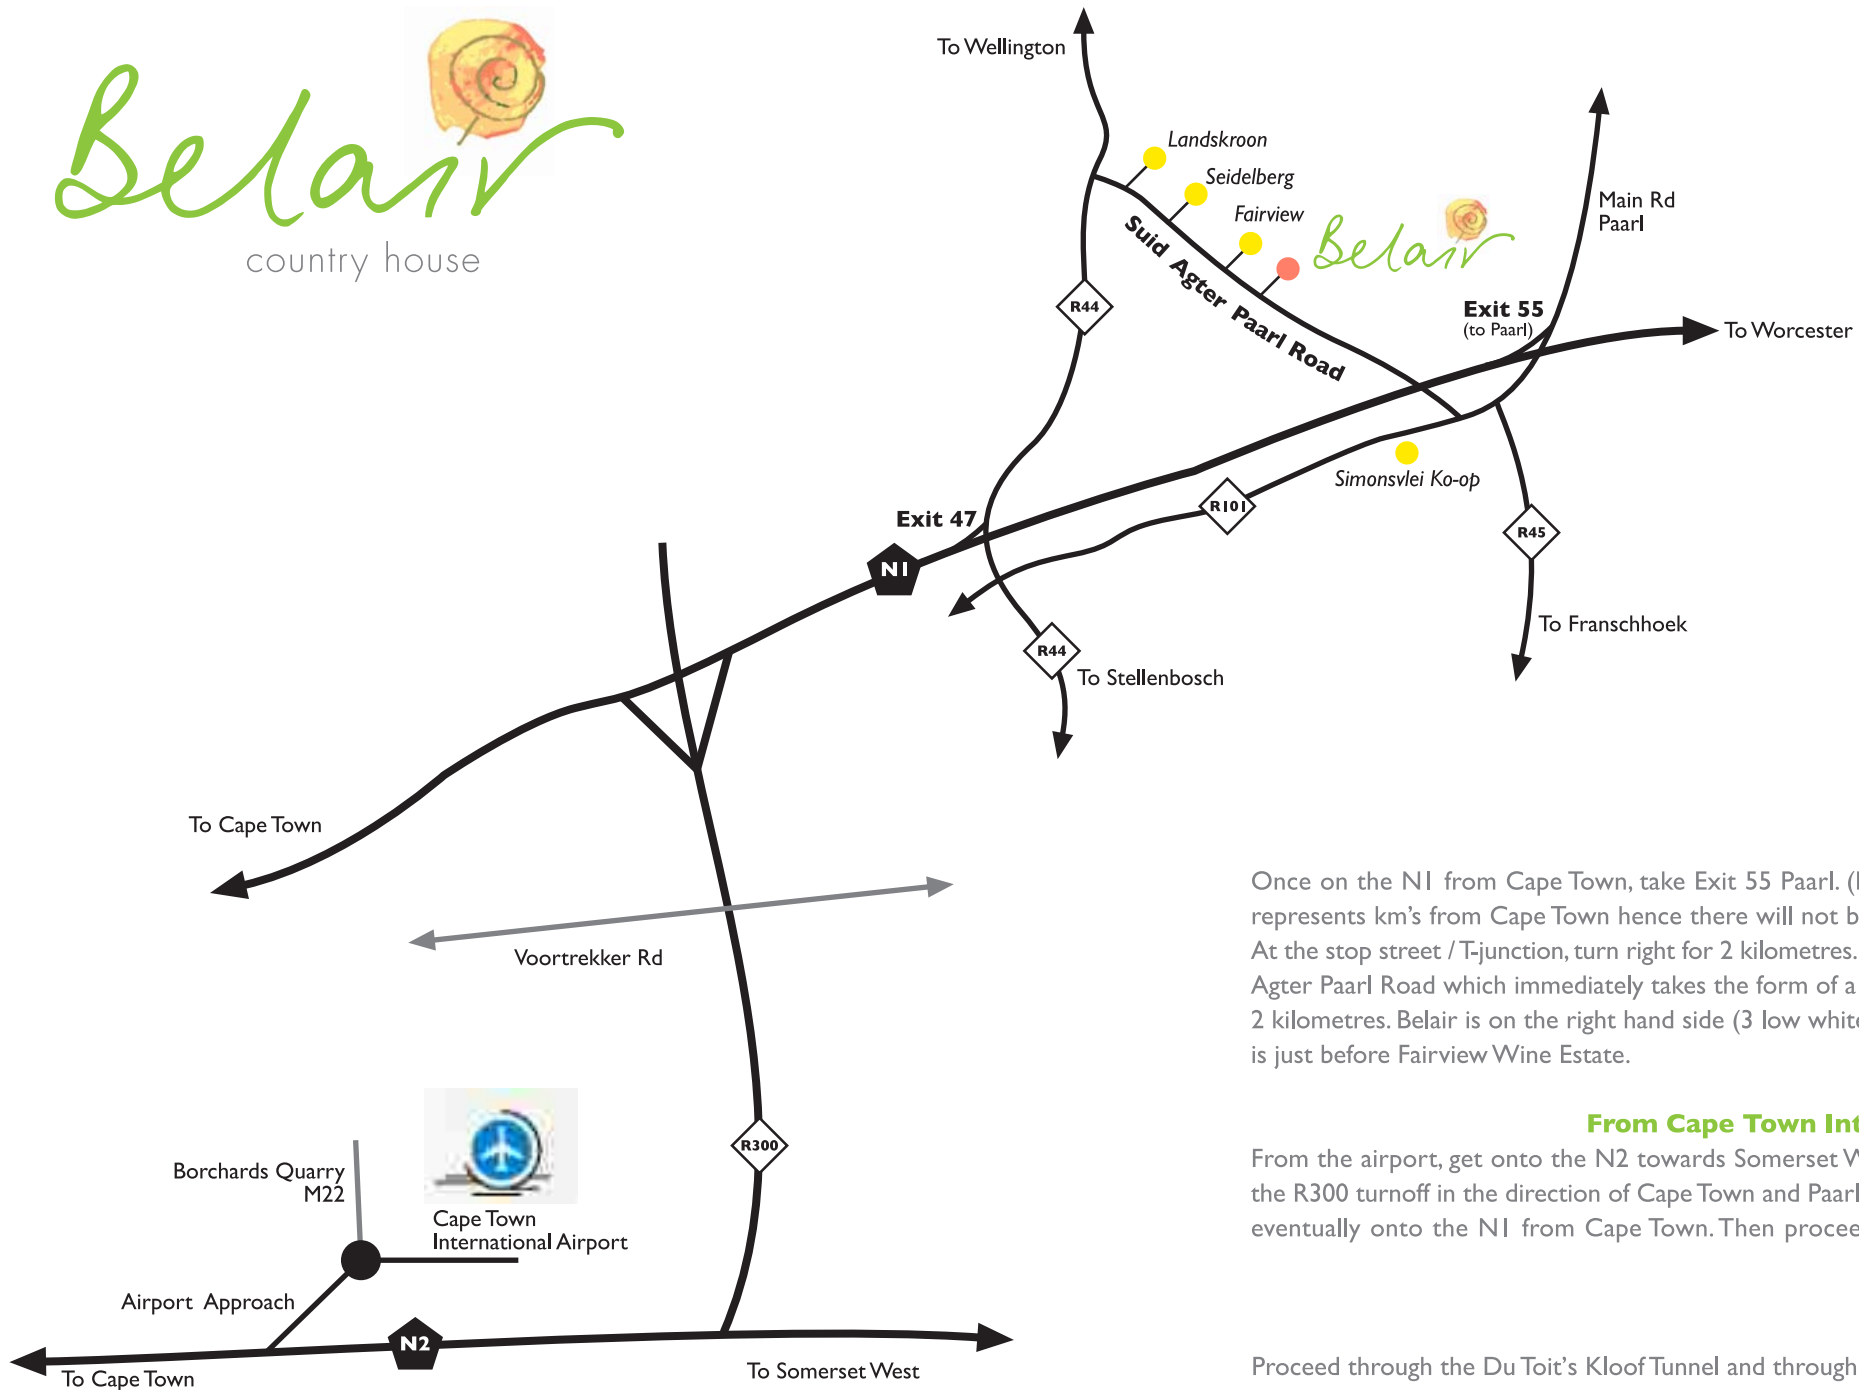 Belair
country house
To Wellington
Landskroon
Seidelberg
Fairview
Belair
Suid Agter Paarl Road
Main Rd
Paarl
R44
Exit 55
(to Paarl)
To Worcester
Simonsvlei Ko-op
R101
Exit 47
N1
R45
To Franschhoek
R44
To Stellenbosch
To Cape Town
Voortrekker Rd
R300
Borchards Quarry
M22
Cape Town
International Airport
Airport Approach
N2
To Cape Town
To Somerset West
Once on the N1 from Cape Town, take Exit 55 Paarl. (
represents km's from Cape Town hence there will not b
At the stop street / T-junction, turn right for 2 kilometres.
Agter Paarl Road which immediately takes the form of a
2 kilometres. Belair is on the right hand side (3 low white
is just before Fairview Wine Estate.
From Cape Town Int
From the airport, get onto the N2 towards Somerset W
the R300 turnoff in the direction of Cape Town and Paarl
eventually onto the N1 from Cape Town. Then procee
Proceed through the Du Toit's Kloof Tunnel and through